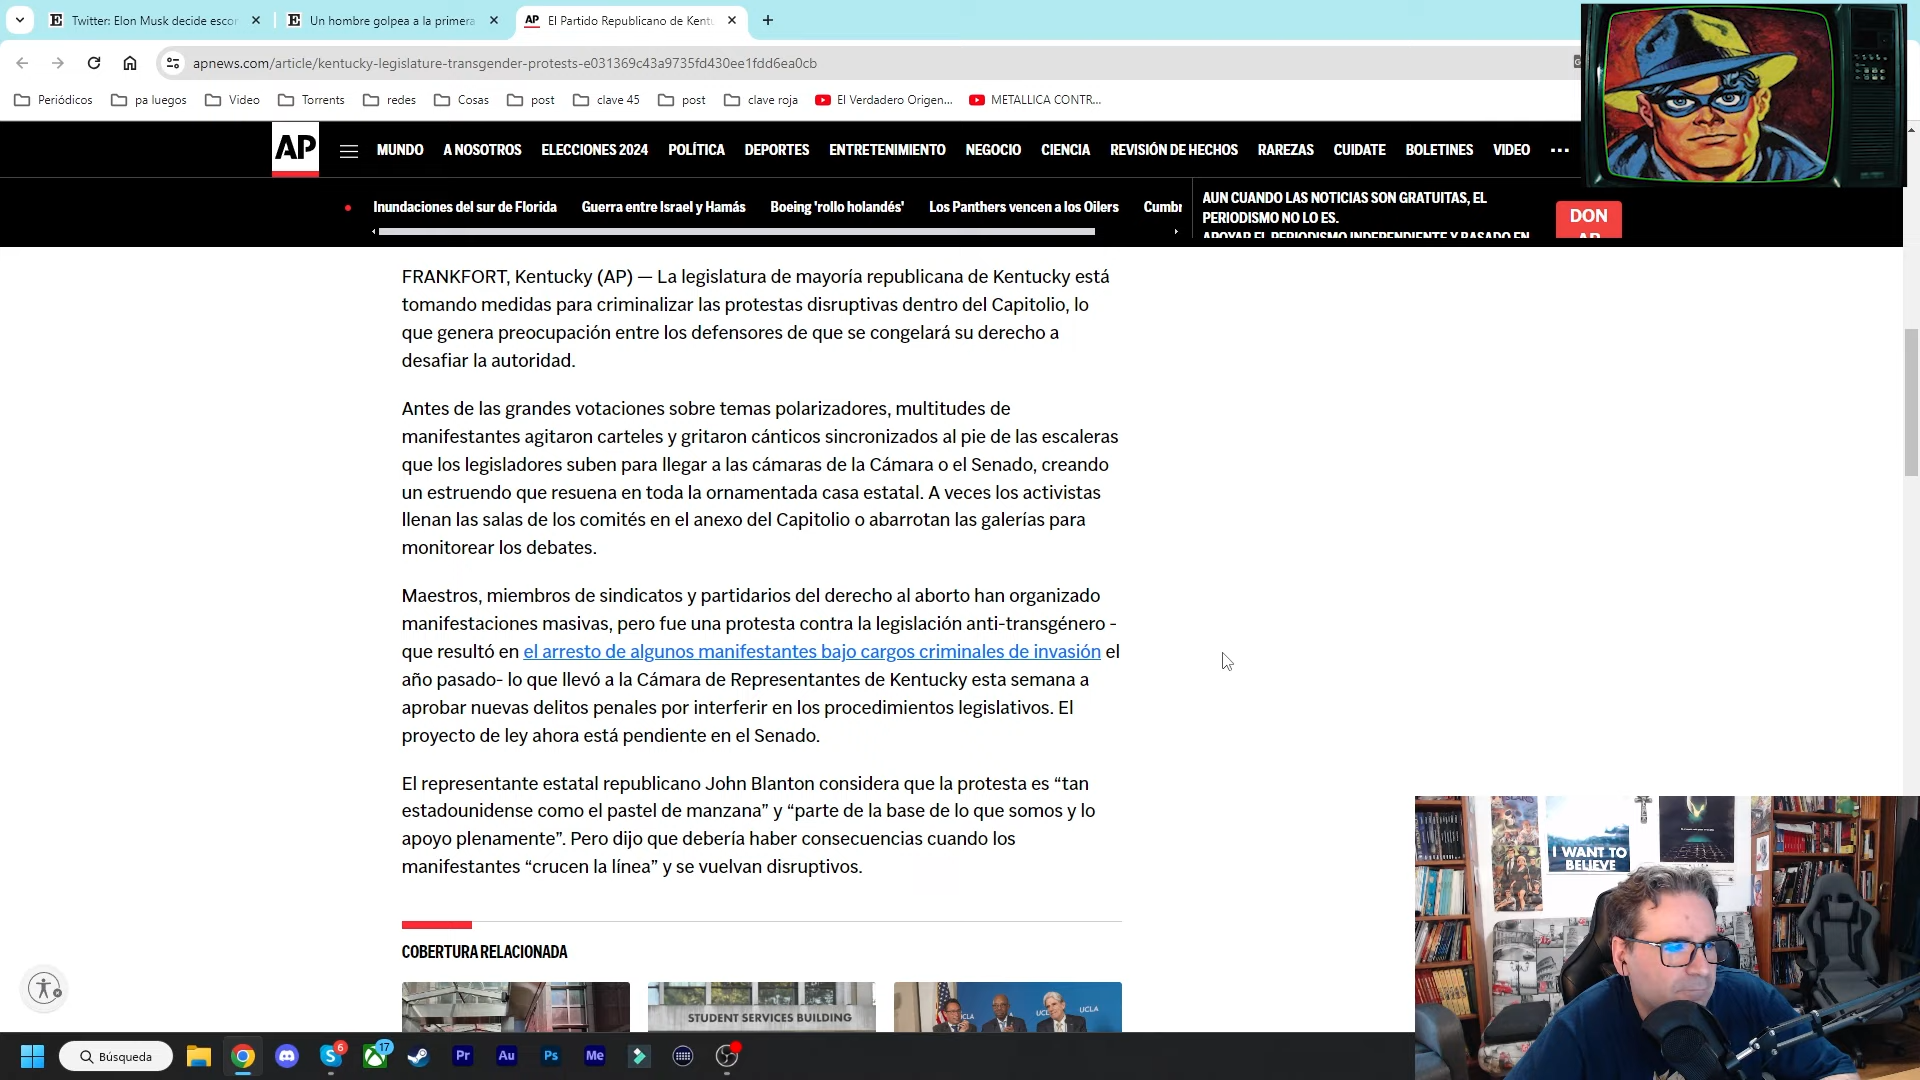 Twitter: Elon Musk decide escor
Un hombre golpea a la primera
AP El Partido Republicano de Kentu
apnews.com/article/kentucky-legislature-transgender-protests-e031369c43a9735fd430ee1fdd6ea0cb
Periódicos
pa luegos
Video
Torrents
redes
Cosas
post
clave 45
post
clave roja
El Verdadero Origen...
METALLICA CONTR...
AP
MUNDO A NOSOTROS ELECCIONES 2024 POLÍTICA DEPORTES ENTRETENIMIENTO NEGOCIO CIENCIA REVISIÓN DE HECHOS RAREZAS CUIDATE BOLETINES VIDEO ...
Inundaciones del sur de Florida Guerra entre Israel y Hamás Boeing 'rollo holandés' Los Panthers vencen a los Oilers Cumbr
AUN CUANDO LAS NOTICIAS SON GRATUITAS, EL
PERIODISMO NO LO ES.
APOYAR EL PERIODISMO INDEPENDIENTE Y BASADO EN
DON
AR
FRANKFORT, Kentucky (AP) — La legislatura de mayoría republicana de Kentucky está
tomando medidas para criminalizar las protestas disruptivas dentro del Capitolio, lo
que genera preocupación entre los defensores de que se congelará su derecho a
desafiar la autoridad.
Antes de las grandes votaciones sobre temas polarizadores, multitudes de
manifestantes agitaron carteles y gritaron cánticos sincronizados al pie de las escaleras
que los legisladores suben para llegar a las cámaras de la Cámara o el Senado, creando
un estruendo que resuena en toda la ornamentada casa estatal. A veces los activistas
llenan las salas de los comités en el anexo del Capitolio o abarrotan las galerías para
monitorear los debates.
Maestros, miembros de sindicatos y partidarios del derecho al aborto han organizado
manifestaciones masivas, pero fue una protesta contra la legislación anti-transgénero -
que resultó en el arresto de algunos manifestantes bajo cargos criminales de invasión el
año pasado- lo que llevó a la Cámara de Representantes de Kentucky esta semana a
aprobar nuevas delitos penales por interferir en los procedimientos legislativos. El
proyecto de ley ahora está pendiente en el Senado.
El representante estatal republicano John Blanton considera que la protesta es “tan
estadounidense como el pastel de manzana” y “parte de la base de lo que somos y lo
apoyo plenamente”. Pero dijo que debería haber consecuencias cuando los
manifestantes “crucen la línea” y se vuelvan disruptivos.
COBERTURA RELACIONADA
STUDENT SERVICES BUILDING
UCLA
UCLA
I WANT TO
BELIEVE
Búsqueda
6
17
Pr
Au
Ps
Me